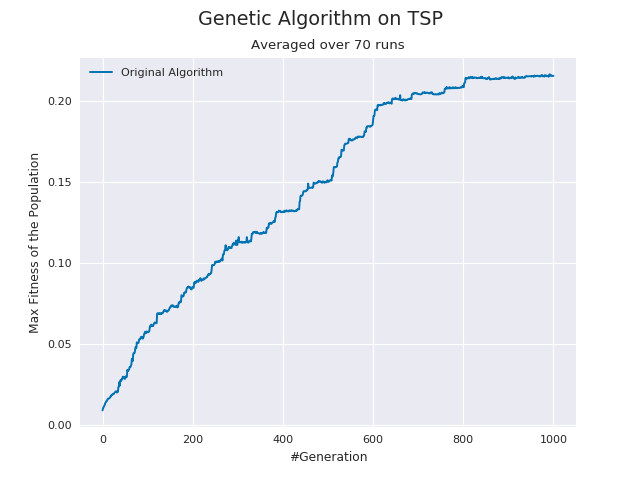 Genetic Algorithm on TSP
Averaged over 70 runs
Original Algorithm
Max Fitness of the Population
0.20
0.15
0.10
0.05
0.00
0 200 400 600 800 1000
#Generation